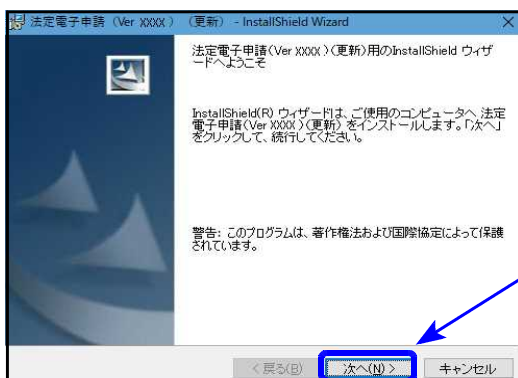 法定電子申請（Ver XXXX）（更新） - InstallShield Wizard
法定電子申請（Ver XXXX）（更新）用のInstallShield ウィザ
ードへようこそ
InstallShield(R) ウィザードは、ご使用のコンピュータへ 法定
電子申請（Ver XXXX）（更新） をインストールします。「次へ」
をクリックして、続行してください。
警告: このプログラムは、著作権法および国際協定によって保護
されています。
< 戻る(B) 次へ(N) > キャンセル